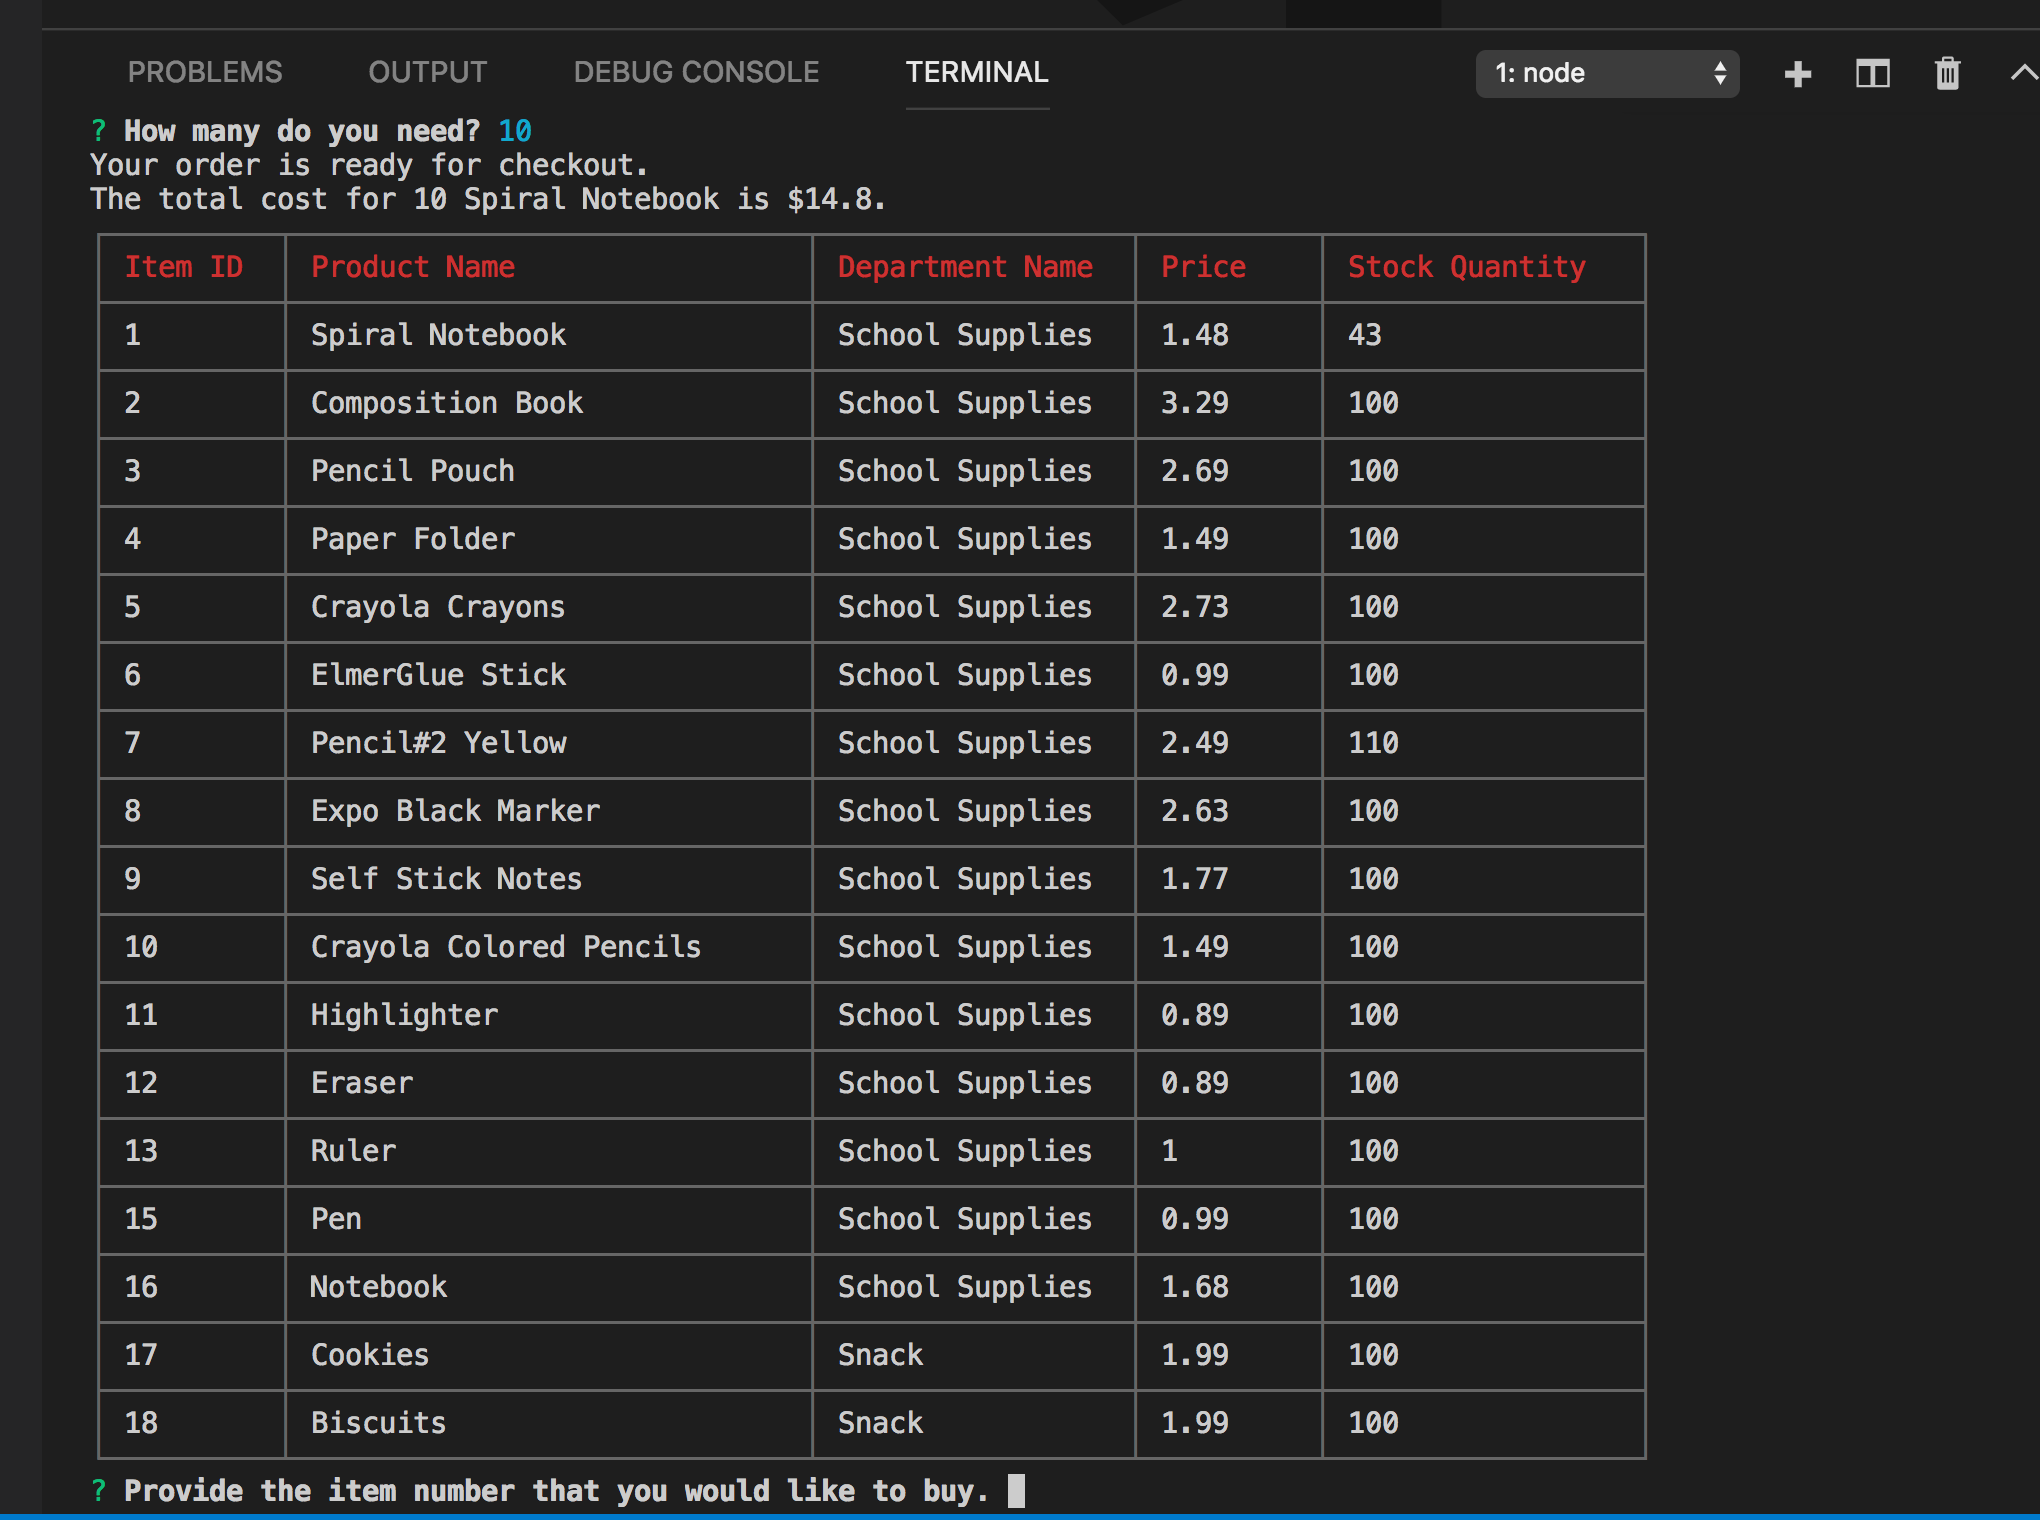 PROBLEMS OUTPUT DEBUG CONSOLE TERMINAL 1: node
? How many do you need? 10
Your order is ready for checkout.
The total cost for 10 Spiral Notebook is $14.8.
Item ID Product Name Department Name Price Stock Quantity
1 Spiral Notebook School Supplies 1.48 43
2 Composition Book School Supplies 3.29 100
3 Pencil Pouch School Supplies 2.69 100
4 Paper Folder School Supplies 1.49 100
5 Crayola Crayons School Supplies 2.73 100
6 ElmerGlue Stick School Supplies 0.99 100
7 Pencil#2 Yellow School Supplies 2.49 110
8 Expo Black Marker School Supplies 2.63 100
9 Self Stick Notes School Supplies 1.77 100
10 Crayola Colored Pencils School Supplies 1.49 100
11 Highlighter School Supplies 0.89 100
12 Eraser School Supplies 0.89 100
13 Ruler School Supplies 1 100
15 Pen School Supplies 0.99 100
16 Notebook School Supplies 1.68 100
17 Cookies Snack 1.99 100
18 Biscuits Snack 1.99 100
? Provide the item number that you would like to buy.